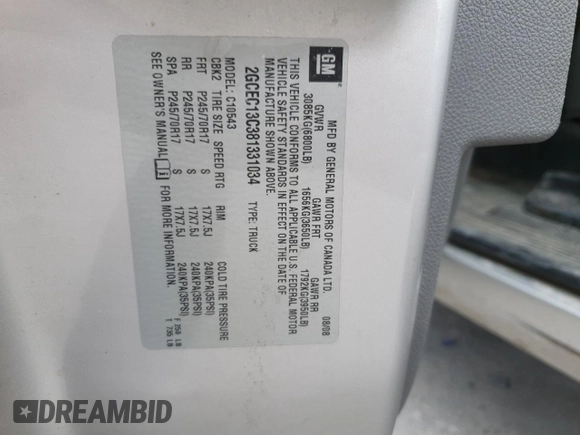 GM
MFD BY GENERAL MOTORS OF CANADA LTD.
08/08
GVWR GAWR FRT GAWR RR
3085KG(6800LB) 1656KG(3650LB) 1792KG(3950LB)
THIS VEHICLE CONFORMS TO ALL APPLICABLE U.S. FEDERAL MOTOR
VEHICLE SAFETY STANDARDS IN EFFECT ON THE DATE OF
MANUFACTURE SHOWN ABOVE.
2GCEC13C381331034 TYPE: TRUCK
MODEL: C10543
CBK2 TIRE SIZE SPEED RTG RIM COLD TIRE PRESSURE
FRT P245/70R17 S 17X7.5J 240KPA(35PSI)
RR P245/70R17 S 17X7.5J 240KPA(35PSI)
SPA P245/70R17 S 17X7.5J 240KPA(35PSI)
SEE OWNER'S MANUAL FOR MORE INFORMATION.
T 735 LB
DREAMBID